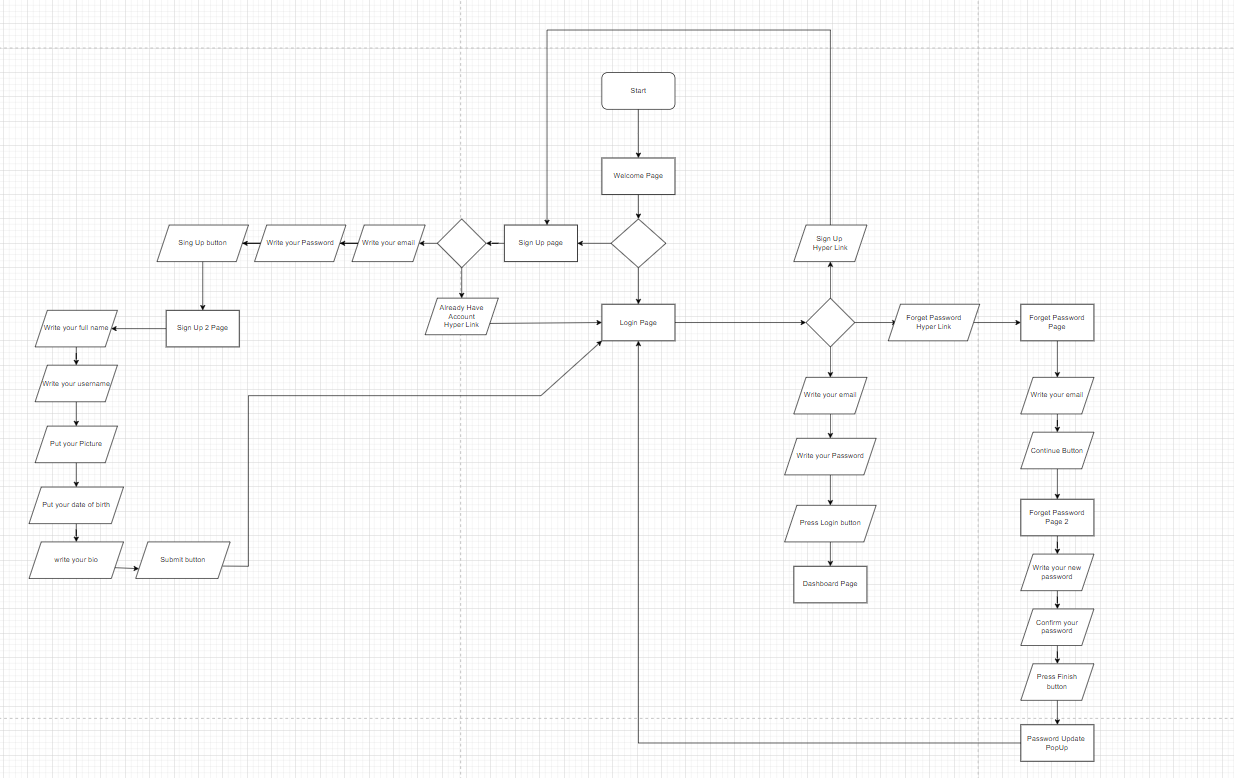 Start
Welcome Page
Sing Up button
Write your Password
Write your email
Sign Up page
Sign Up
Hyper Link
Already Have
Account
Hyper Link
Login Page
Forget Password
Hyper Link
Forget Password
Page
Write your full name
Sign Up 2 Page
Write your username
Write your email
Write your email
Put your Picture
Write your Password
Continue Button
Put your date of birth
Press Login button
Forget Password
Page 2
write your bio
Submit button
Dashboard Page
Write your new
password
Confirm your
password
Press Finish
button
Password Update
PopUp